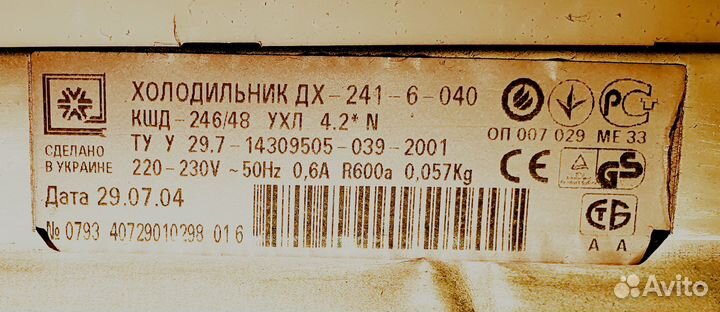 ХОЛОДИЛЬНИК ДХ-241-6-040
КШД-246/48 УХЛ 4.2* N
ТУ У 29.7-14309505-039-2001
220-230V ~50Hz 0,6A R600a 0,057Kg
СДЕЛАНО
В УКРАИНЕ
Дата 29.07.04
№ 0793 40729010298 01 6
ОП 007 029 МЕ 33
CE
GS
СТБ
А А
Avito